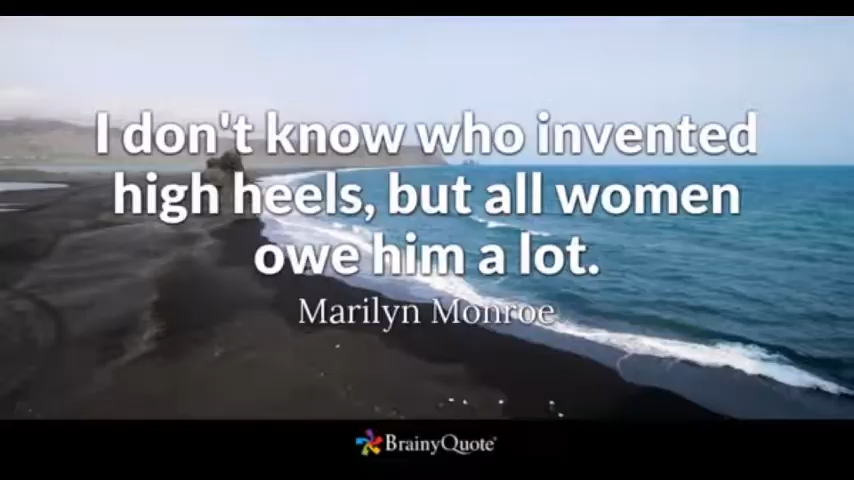 I don't know who invented
high heels, but all women
owe him a lot.
Marilyn Monroe
BrainyQuote®